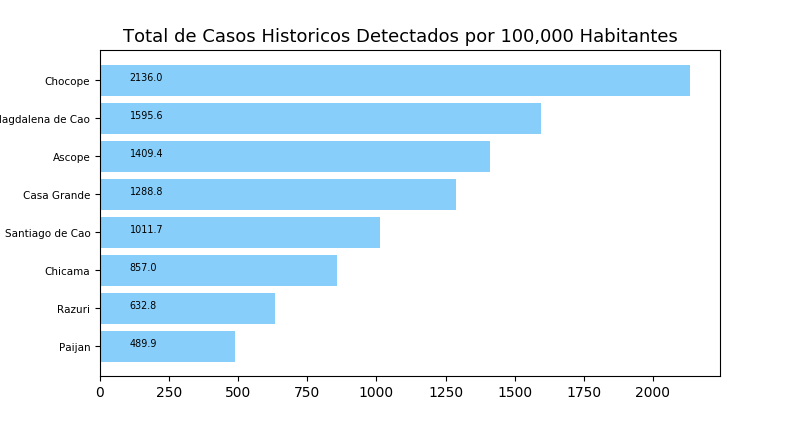 Total de Casos Historicos Detectados por 100,000 Habitantes
Chocope 2136.0
de Cao 1595.6
Ascope 1409.4
Casa Grande 1288.8
Santiago de Cao 1011.7
Chicama 857.0
Razuri 632.8
Paijan 489.9
0 250 500 750 1000 1250 1500 1750 2000